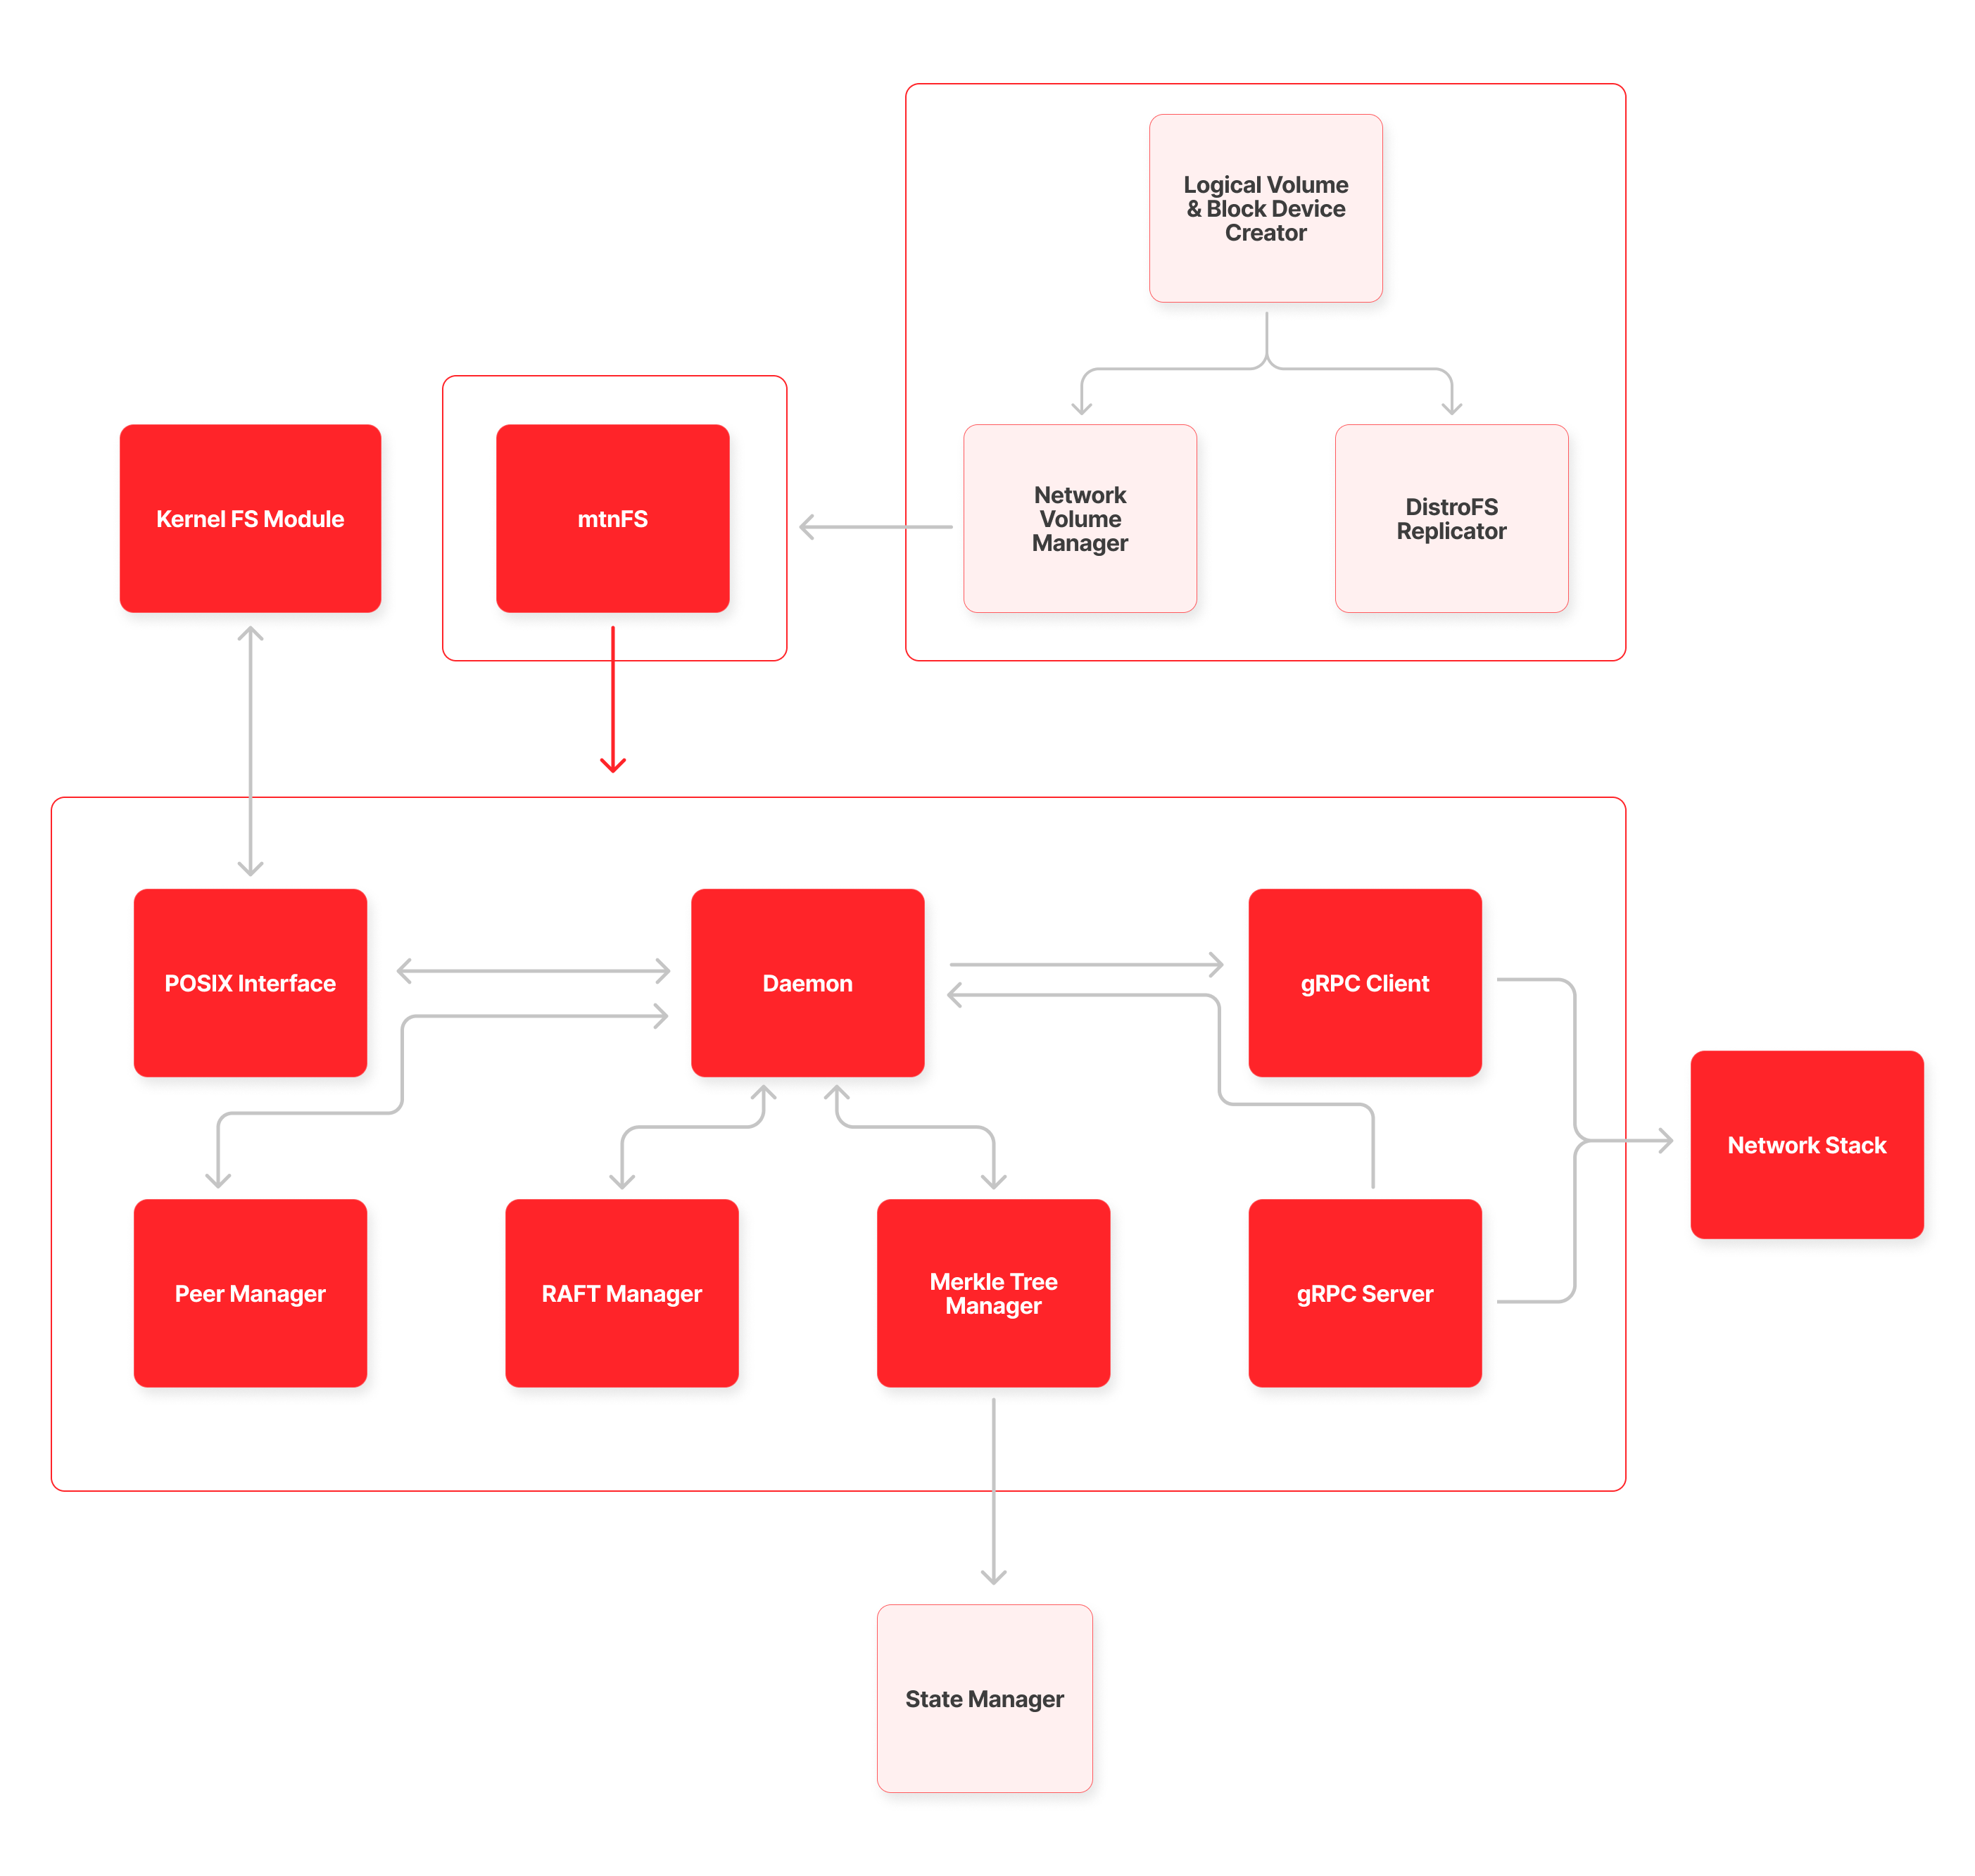 Logical Volume
& Block Device
Creator
Kernel FS Module
mtnFS
Network
Volume
Manager
DistroFS
Replicator
POSIX Interface
Daemon
gRPC Client
Network Stack
Peer Manager
RAFT Manager
Merkle Tree
Manager
gRPC Server
State Manager